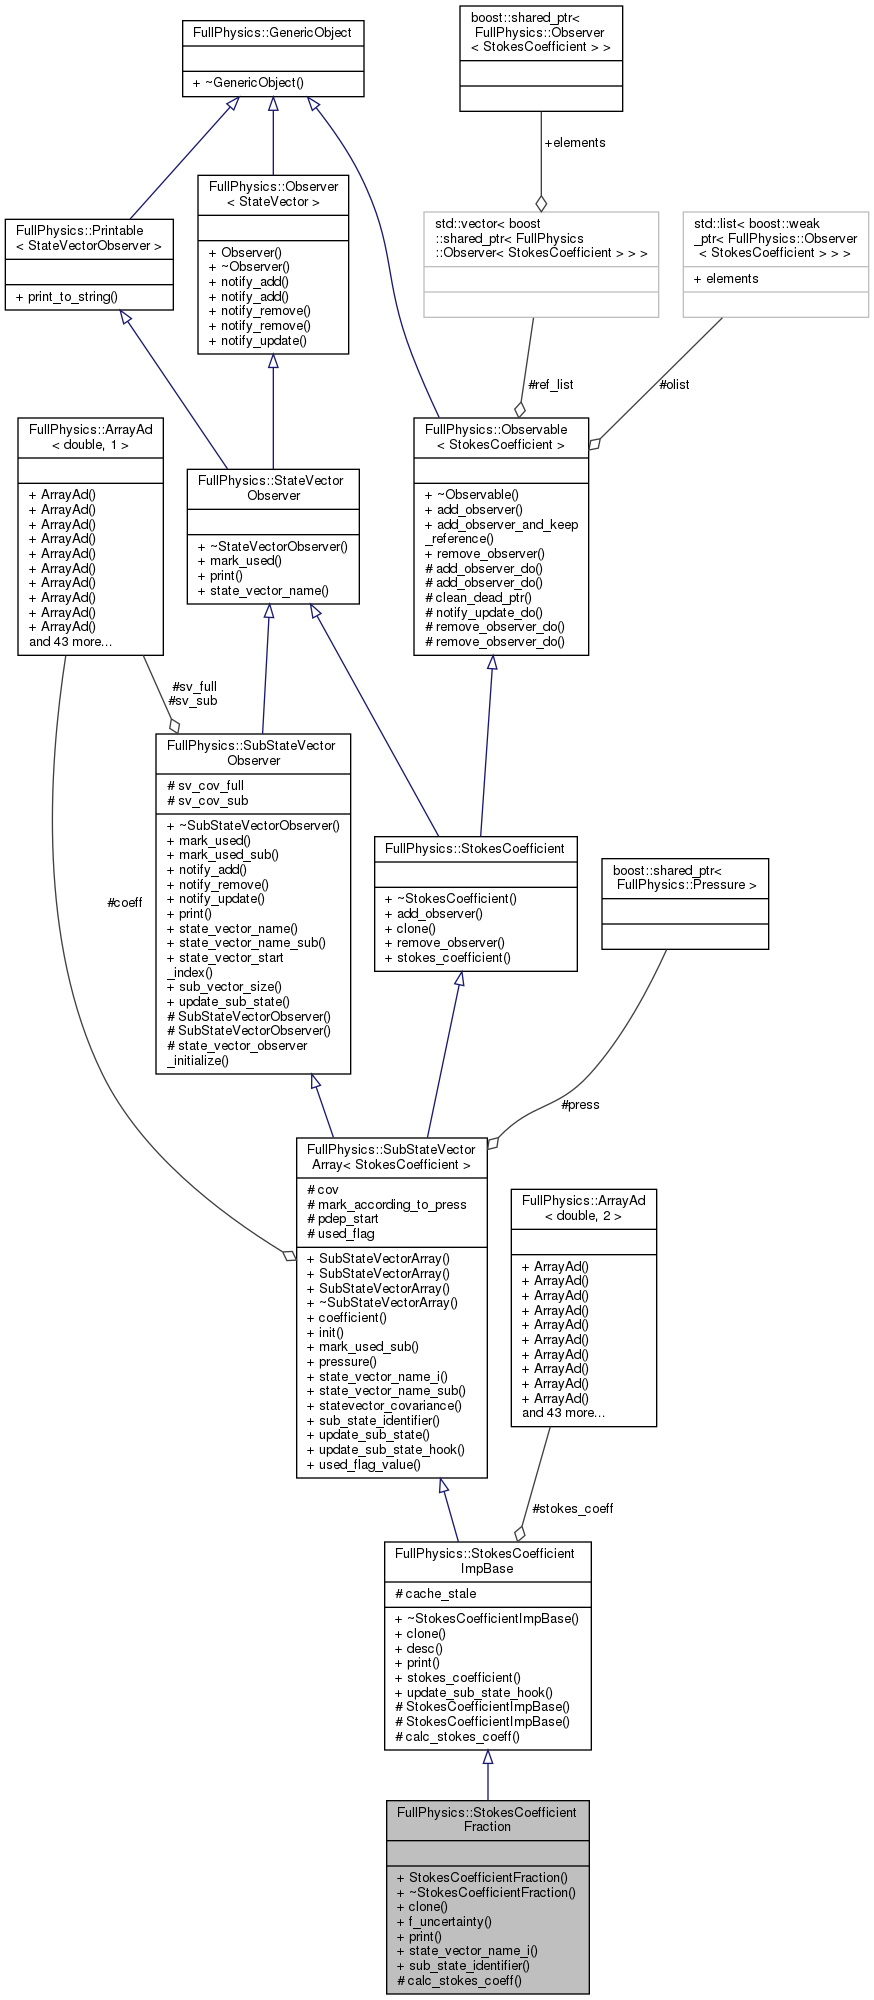 FullPhysics::GenericObject
+ ~GenericObject()
boost::shared_ptr<
FullPhysics::Observer
< StokesCoefficient > >
+elements
FullPhysics::Printable
< StateVectorObserver >
+ print_to_string()
FullPhysics::Observer
< StateVector >
+ Observer()
+ ~Observer()
+ notify_add()
+ notify_add()
+ notify_remove()
+ notify_remove()
+ notify_update()
std::vector< boost
::shared_ptr< FullPhysics
::Observer< StokesCoefficient > > >
std::list< boost::weak
_ptr< FullPhysics::Observer
< StokesCoefficient > > >
+ elements
#ref_list
#olist
FullPhysics::ArrayAd
< double, 1 >
+ ArrayAd()
+ ArrayAd()
+ ArrayAd()
+ ArrayAd()
+ ArrayAd()
+ ArrayAd()
+ ArrayAd()
+ ArrayAd()
+ ArrayAd()
+ ArrayAd()
and 43 more...
FullPhysics::StateVector
Observer
+ ~StateVectorObserver()
+ mark_used()
+ print()
+ state_vector_name()
FullPhysics::Observable
< StokesCoefficient >
+ ~Observable()
+ add_observer()
+ add_observer_and_keep
_reference()
+ remove_observer()
# add_observer_do()
# add_observer_do()
# clean_dead_ptr()
# notify_update_do()
# remove_observer_do()
# remove_observer_do()
#sv_full
#sv_sub
FullPhysics::SubStateVector
Observer
# sv_cov_full
# sv_cov_sub
+ ~SubStateVectorObserver()
+ mark_used()
+ mark_used_sub()
+ notify_add()
+ notify_remove()
+ notify_update()
+ print()
+ state_vector_name()
+ state_vector_name_sub()
+ state_vector_start
_index()
+ sub_vector_size()
+ update_sub_state()
# SubStateVectorObserver()
# SubStateVectorObserver()
# state_vector_observer
_initialize()
#coeff
FullPhysics::StokesCoefficient
+ ~StokesCoefficient()
+ add_observer()
+ clone()
+ remove_observer()
+ stokes_coefficient()
boost::shared_ptr<
FullPhysics::Pressure >
#press
FullPhysics::SubStateVector
Array< StokesCoefficient >
# cov
# mark_according_to_press
# pdep_start
# used_flag
+ SubStateVectorArray()
+ SubStateVectorArray()
+ SubStateVectorArray()
+ ~SubStateVectorArray()
+ coefficient()
+ init()
+ mark_used_sub()
+ pressure()
+ state_vector_name_i()
+ state_vector_name_sub()
+ statevector_covariance()
+ sub_state_identifier()
+ update_sub_state()
+ update_sub_state_hook()
+ used_flag_value()
FullPhysics::ArrayAd
< double, 2 >
+ ArrayAd()
+ ArrayAd()
+ ArrayAd()
+ ArrayAd()
+ ArrayAd()
+ ArrayAd()
+ ArrayAd()
+ ArrayAd()
+ ArrayAd()
+ ArrayAd()
and 43 more...
#stokes_coeff
FullPhysics::StokesCoefficient
ImpBase
# cache_stale
+ ~StokesCoefficientImpBase()
+ clone()
+ desc()
+ print()
+ stokes_coefficient()
+ update_sub_state_hook()
# StokesCoefficientImpBase()
# StokesCoefficientImpBase()
# calc_stokes_coeff()
FullPhysics::StokesCoefficient
Fraction
+ StokesCoefficientFraction()
+ ~StokesCoefficientFraction()
+ clone()
+ f_uncertainty()
+ print()
+ state_vector_name_i()
+ sub_state_identifier()
# calc_stokes_coeff()